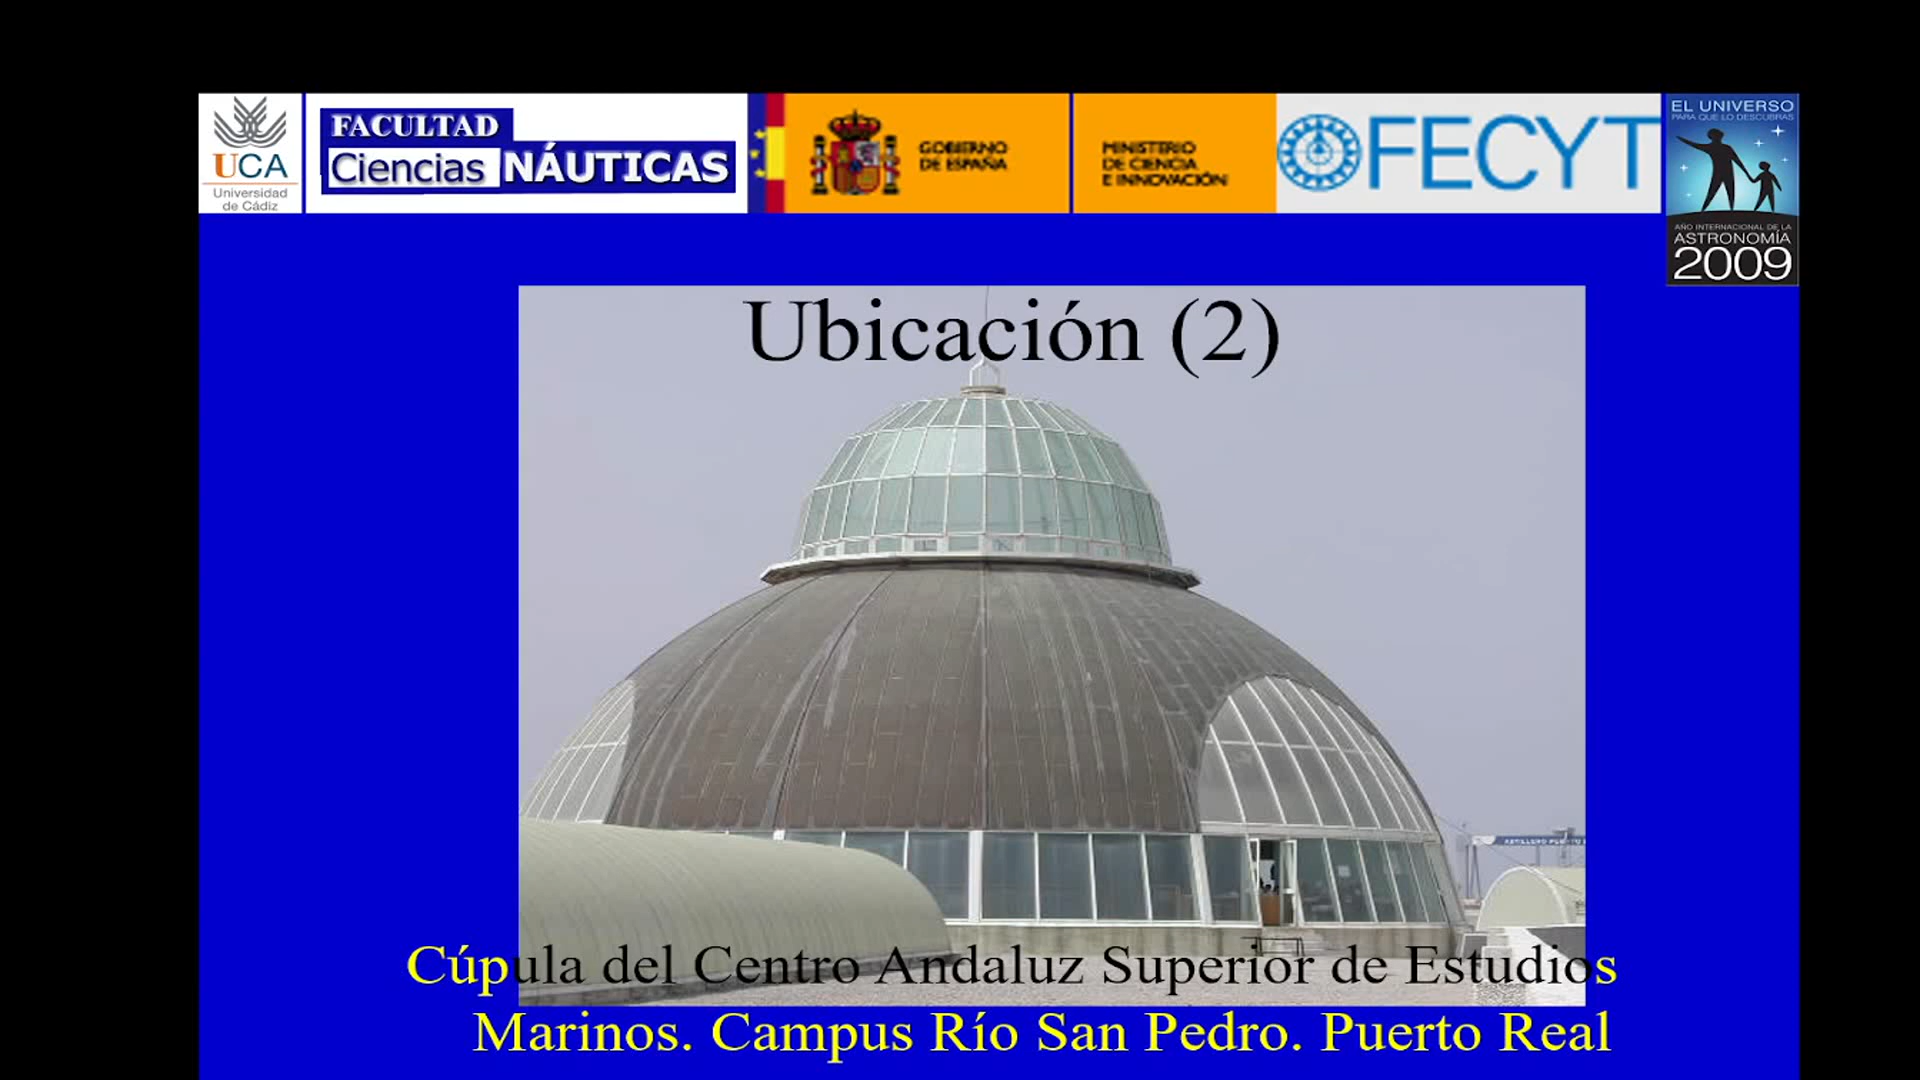 UCA
Universidad
de Cádiz
FACULTAD
Ciencias NÁUTICAS
GOBIERNO
DE ESPAÑA
MINISTERIO
DE CIENCIA
E INNOVACIÓN
FECYT
EL UNIVERSO
PARA QUE LO DESCUBRAS
AÑO INTERNACIONAL DE LA
ASTRONOMÍA
2009
Ubicación (2)
Cúpula del Centro Andaluz Superior de Estudios
Marinos. Campus Río San Pedro. Puerto Real